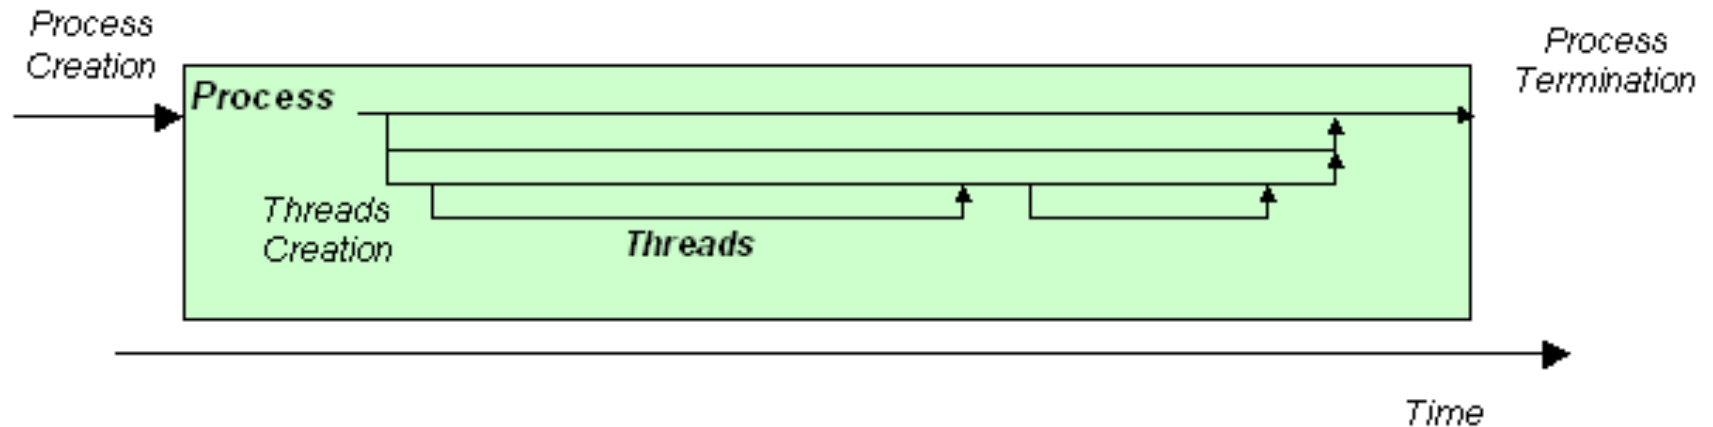 Process
Creation
Process
Termination
Process
Threads
Creation
Threads
Time